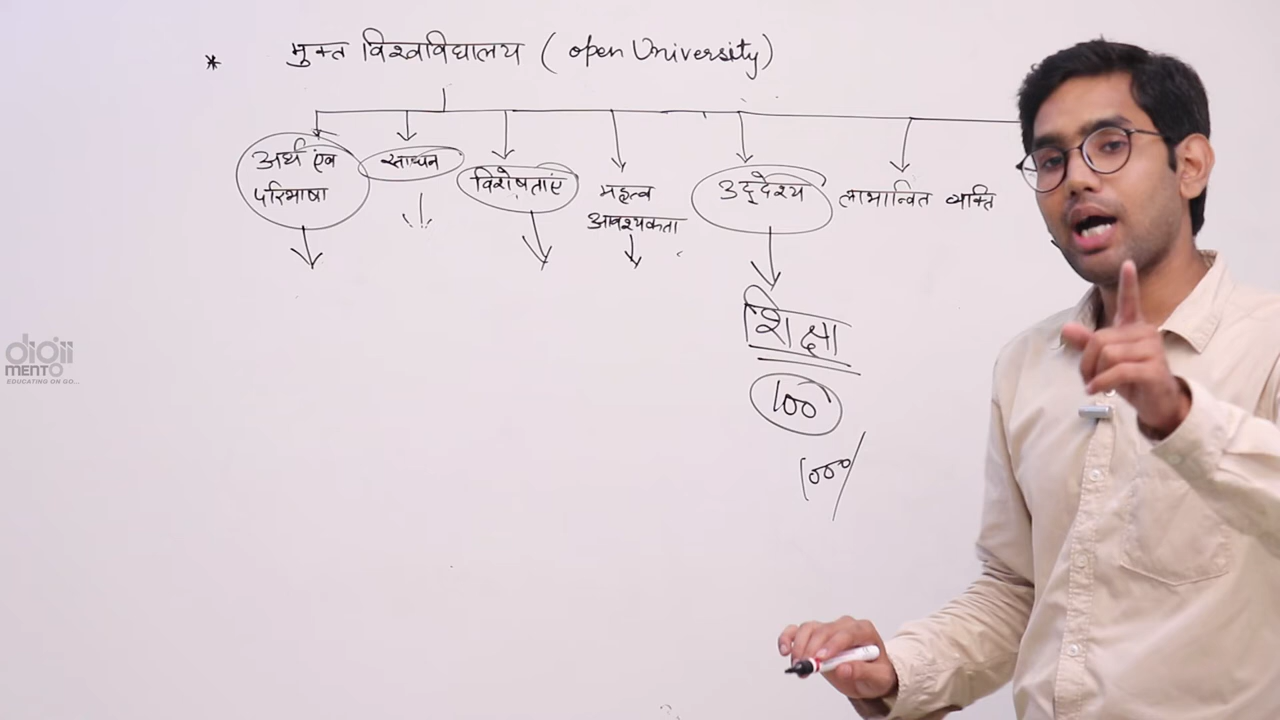 * मुक्त विश्वविद्यालय (open University)
अर्थ एंव
परिभाषा
साधन
विशेषताएं
महत्व
आवश्यकता
उद्देश्य
लाभान्वित व्यक्ति
शिक्षा
100
100%
digii
MENTO
EDUCATING ON GO...